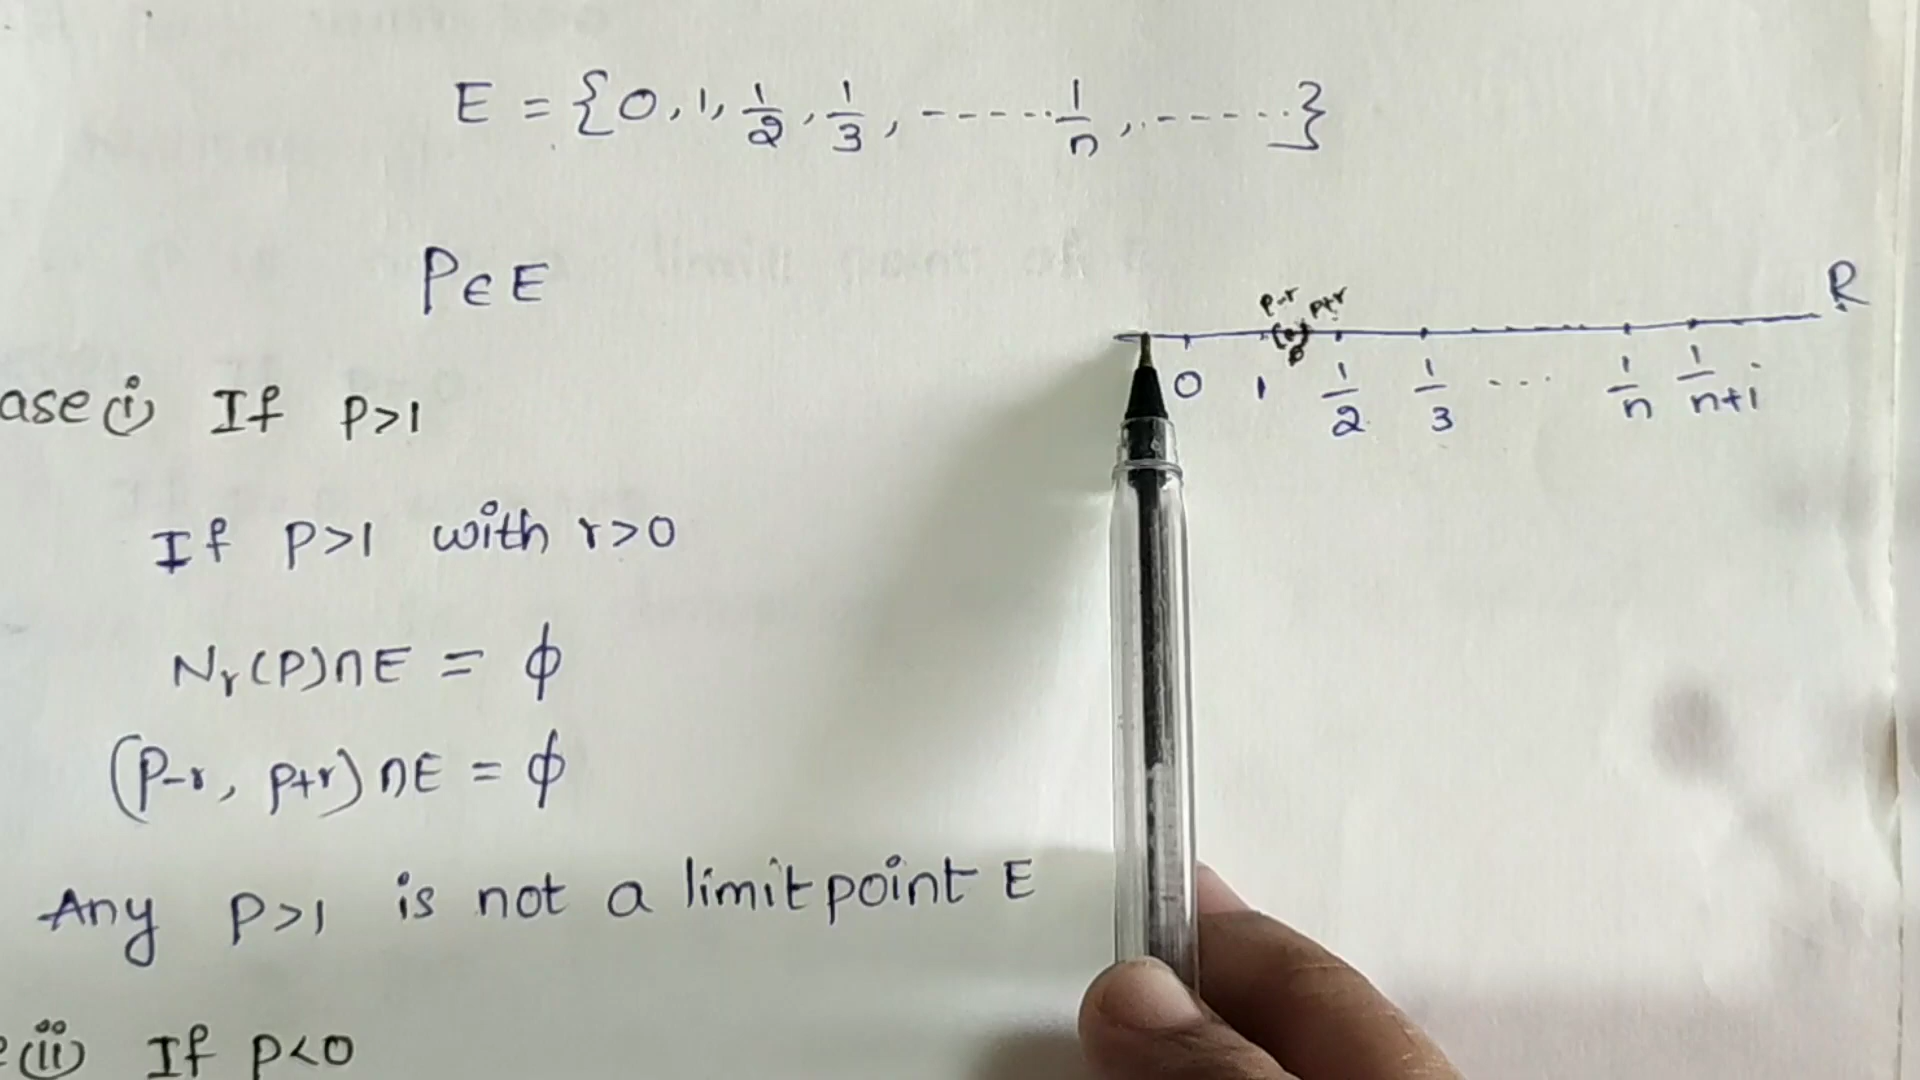 E = {0, 1, 1/2, 1/3, ------ 1/n, ------}
P ∈ E
R
p-r p+r
p
0 1 1/2 1/3 ... 1/n 1/n+1
ase (i) If p>1
If p>1 with r>0
Nr(p)∩E = ϕ
(p-r, p+r)∩E = ϕ
Any p>1 is not a limit point E
e (ii) If p<0